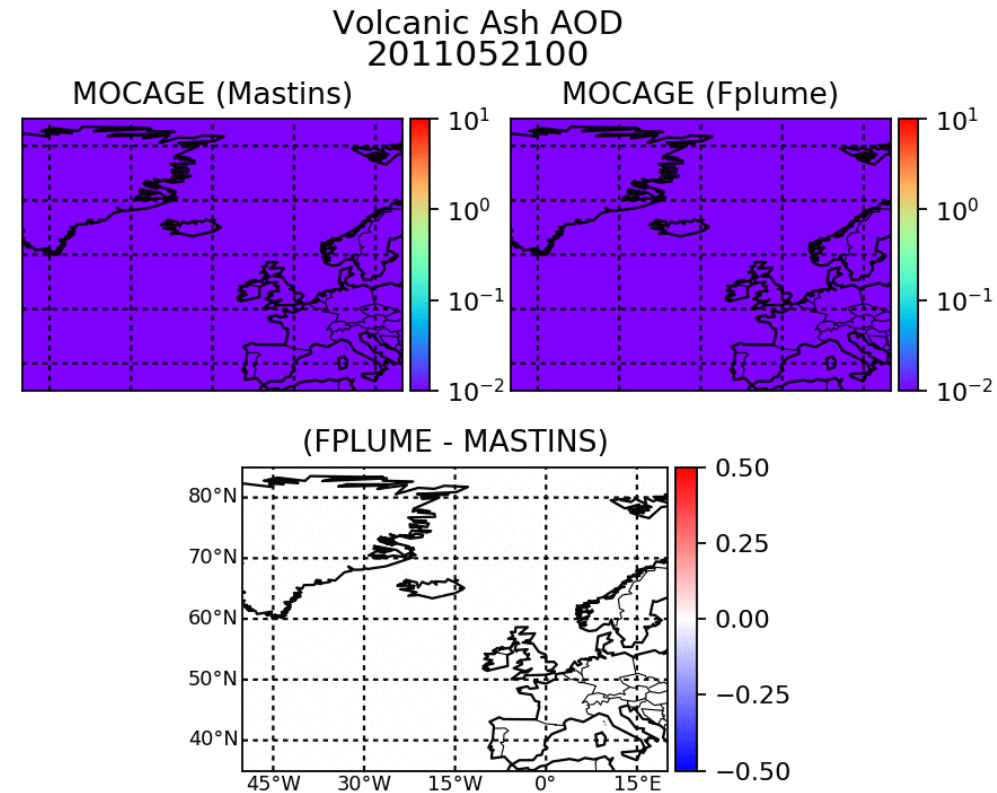 Volcanic Ash AOD
2011052100
MOCAGE (Mastins)
10¹
10⁰
10⁻¹
10⁻²
MOCAGE (Fplume)
10¹
10⁰
10⁻¹
10⁻²
(FPLUME - MASTINS)
80°N
70°N
60°N
50°N
40°N
45°W 30°W 15°W 0° 15°E
0.50
0.25
0.00
−0.25
−0.50